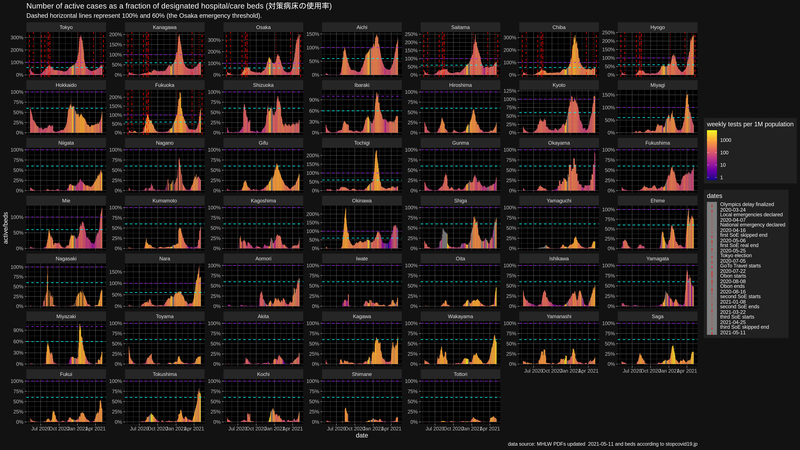 Number of active cases as a fraction of designated hospital/care beds (対策病床の使用率)
Dashed horizontal lines represent 100% and 60% (the Osaka emergency threshold).
Tokyo Kanagawa Osaka Aichi Saitama Chiba Hyogo
300% 200% 100% 0%
Hokkaido Fukuoka Shizuoka Ibaraki Hiroshima Kyoto Miyagi
Niigata Nagano Gifu Tochigi Gunma Okayama Fukushima
Mie Kumamoto Kagoshima Okinawa Shiga Yamaguchi Ehime
Nagasaki Nara Aomori Iwate Oita Ishikawa Yamagata
Miyazaki Toyama Akita Kagawa Wakayama Yamanashi Saga
Fukui Tokushima Kochi Shimane Tottori
active/beds
Jul 2020 Oct 2020 Jan 2021 Apr 2021
date
weekly tests per 1M population
1000
100
10
1
dates
Olympics delay finalized
2020-03-24
Local emergencies declared
2020-04-07
National emergency declared
2020-04-16
first SoE skipped end
2020-05-06
first SoE real end
2020-05-25
Tokyo election
2020-07-05
GoTo Travel starts
2020-07-22
Obon starts
2020-08-08
Obon ends
2020-08-16
second SoE starts
2021-01-08
second SoE ends
2021-03-22
third SoE starts
2021-04-25
third SoE skipped end
2021-05-11
data source: MHLW PDFs updated 2021-05-11 and beds according to stopcovid19.jp